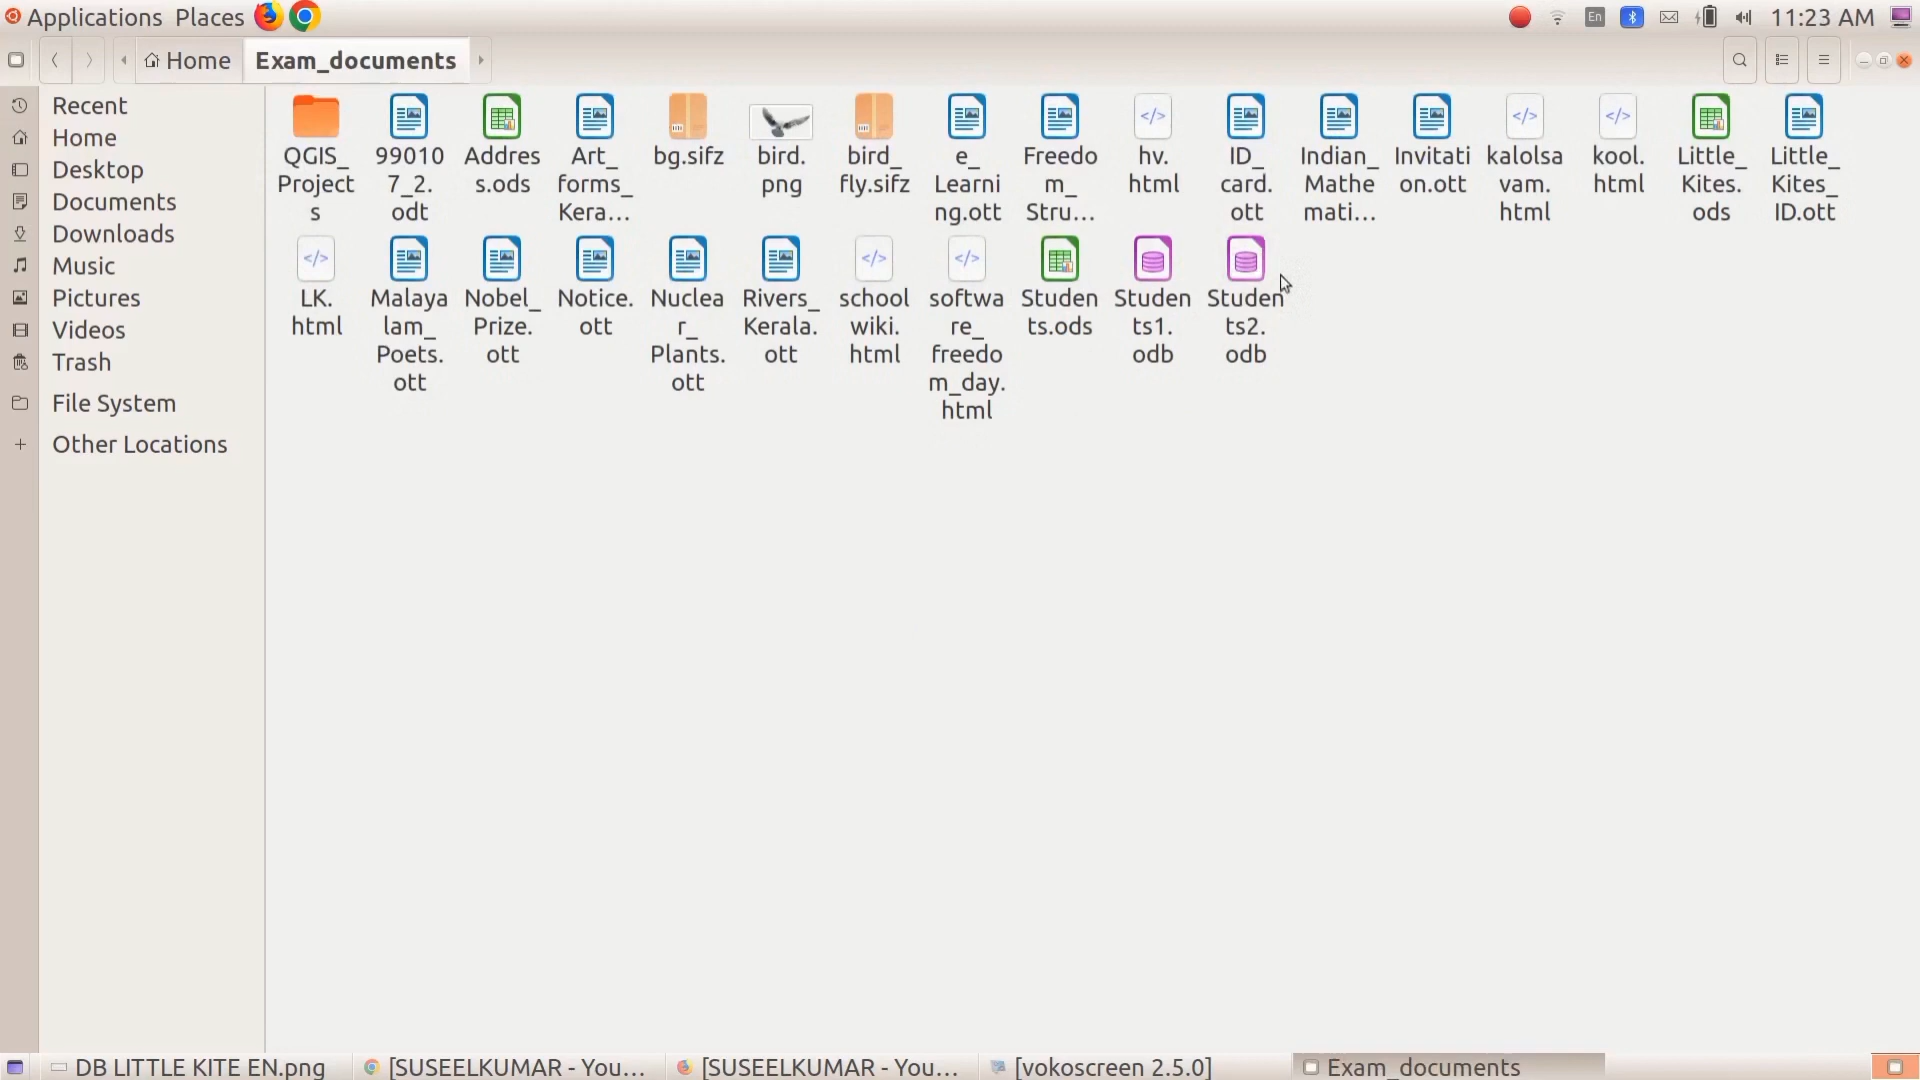 Applications Places En 11:23 AM
Home Exam_documents
Recent
Home
Desktop
Documents
Downloads
Music
Pictures
Videos
Trash
File System
Other Locations
QGIS_
Project
s
99010
7_2.
odt
Addres
s.ods
Art_
forms_
Kera...
bg.sifz
bird.
png
bird_
fly.sifz
e_
Learni
ng.ott
Freedo
m_
Stru...
hv.
html
ID_
card.
ott
Indian_
Mathe
mati...
Invitati
on.ott
kalolsa
vam.
html
kool.
html
Little_
Kites.
ods
Little_
Kites_
ID.ott
LK.
html
Malaya
lam_
Poets.
ott
Nobel_
Prize.
ott
Notice.
ott
Nuclea
r_
Plants.
ott
Rivers_
Kerala.
ott
school
wiki.
html
softwa
re_
freedo
m_day.
html
Studen
ts.ods
Studen
ts1.
odb
Studen
ts2.
odb
DB LITTLE KITE EN.png [SUSEELKUMAR - You... [SUSEELKUMAR - You... [vokoscreen 2.5.0] Exam_documents